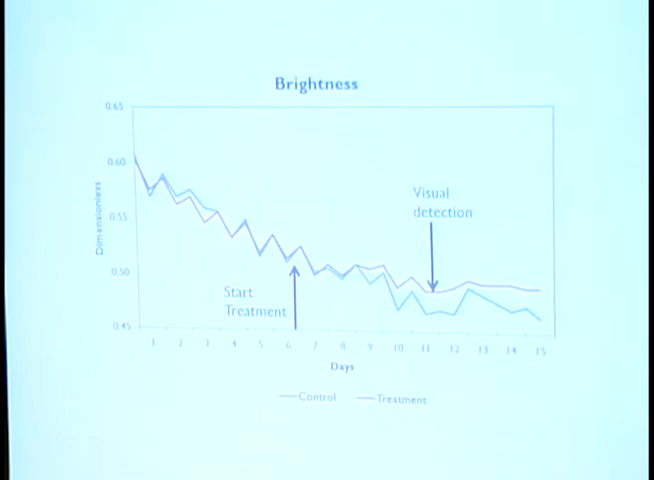 Brightness
0.65
0.60
0.55
0.50
0.45
Dimensionless
Visual
detection
Start
Treatment
1 2 3 4 5 6 7 8 9 10 11 12 13 14 15
Days
Control Treatment